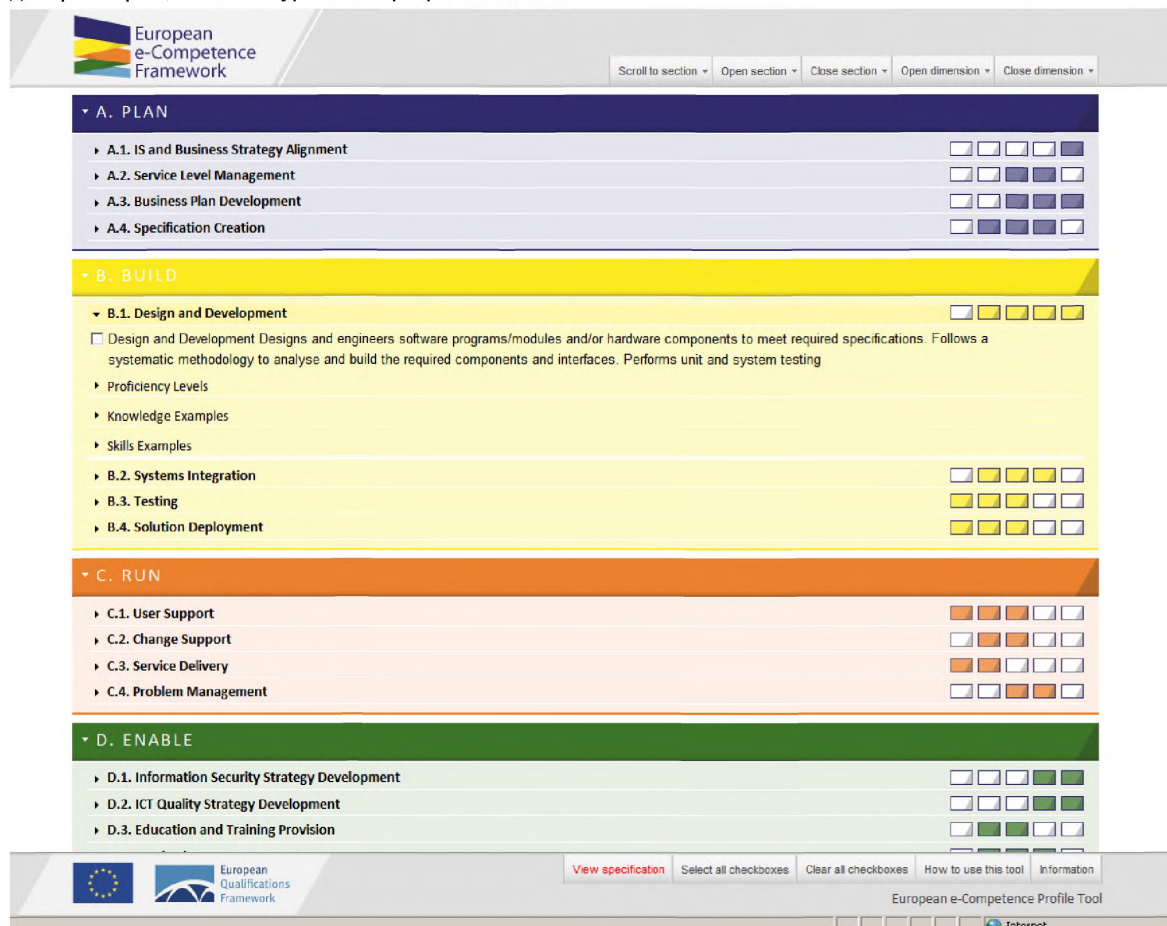 European
e-Competence
Framework
Scroll to section Open section Close section Open dimension Close dimension
A. PLAN
A.1. IS and Business Strategy Alignment
A.2. Service Level Management
A.3. Business Plan Development
A.4. Specification Creation
B. BUILD
B.1. Design and Development
Design and Development Designs and engineers software programs/modules and/or hardware components to meet required specifications. Follows a
systematic methodology to analyse and build the required components and interfaces. Performs unit and system testing
Proficiency Levels
Knowledge Examples
Skills Examples
B.2. Systems Integration
B.3. Testing
B.4. Solution Deployment
C. RUN
C.1. User Support
C.2. Change Support
C.3. Service Delivery
C.4. Problem Management
D. ENABLE
D.1. Information Security Strategy Development
D.2. ICT Quality Strategy Development
D.3. Education and Training Provision
European
Qualifications
Framework
View specification Select all checkboxes Clear all checkboxes How to use this tool Information
European e-Competence Profile Tool
Internet